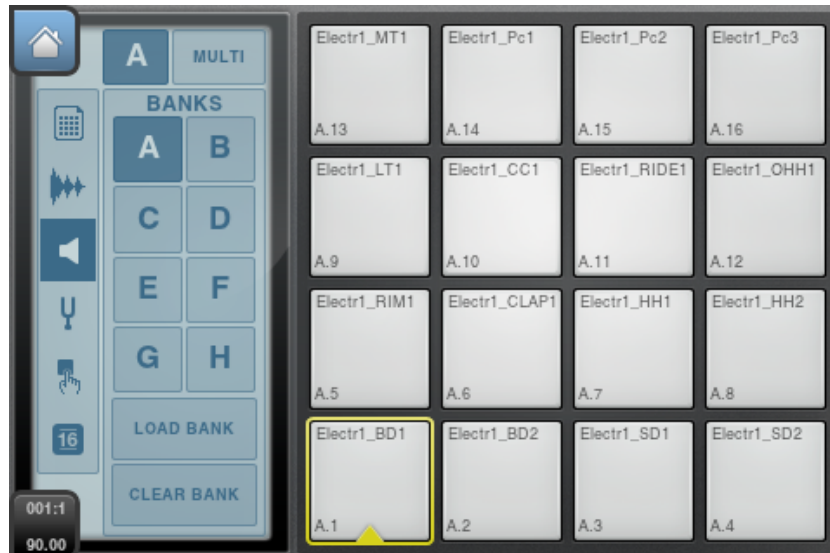 A
MULTI
BANKS
A
B
C
D
E
F
G
H
LOAD BANK
CLEAR BANK
16
001:1
90.00
Electr1_MT1
A.13
Electr1_Pc1
A.14
Electr1_Pc2
A.15
Electr1_Pc3
A.16
Electr1_LT1
A.9
Electr1_CC1
A.10
Electr1_RIDE1
A.11
Electr1_OHH1
A.12
Electr1_RIM1
A.5
Electr1_CLAP1
A.6
Electr1_HH1
A.7
Electr1_HH2
A.8
Electr1_BD1
A.1
Electr1_BD2
A.2
Electr1_SD1
A.3
Electr1_SD2
A.4